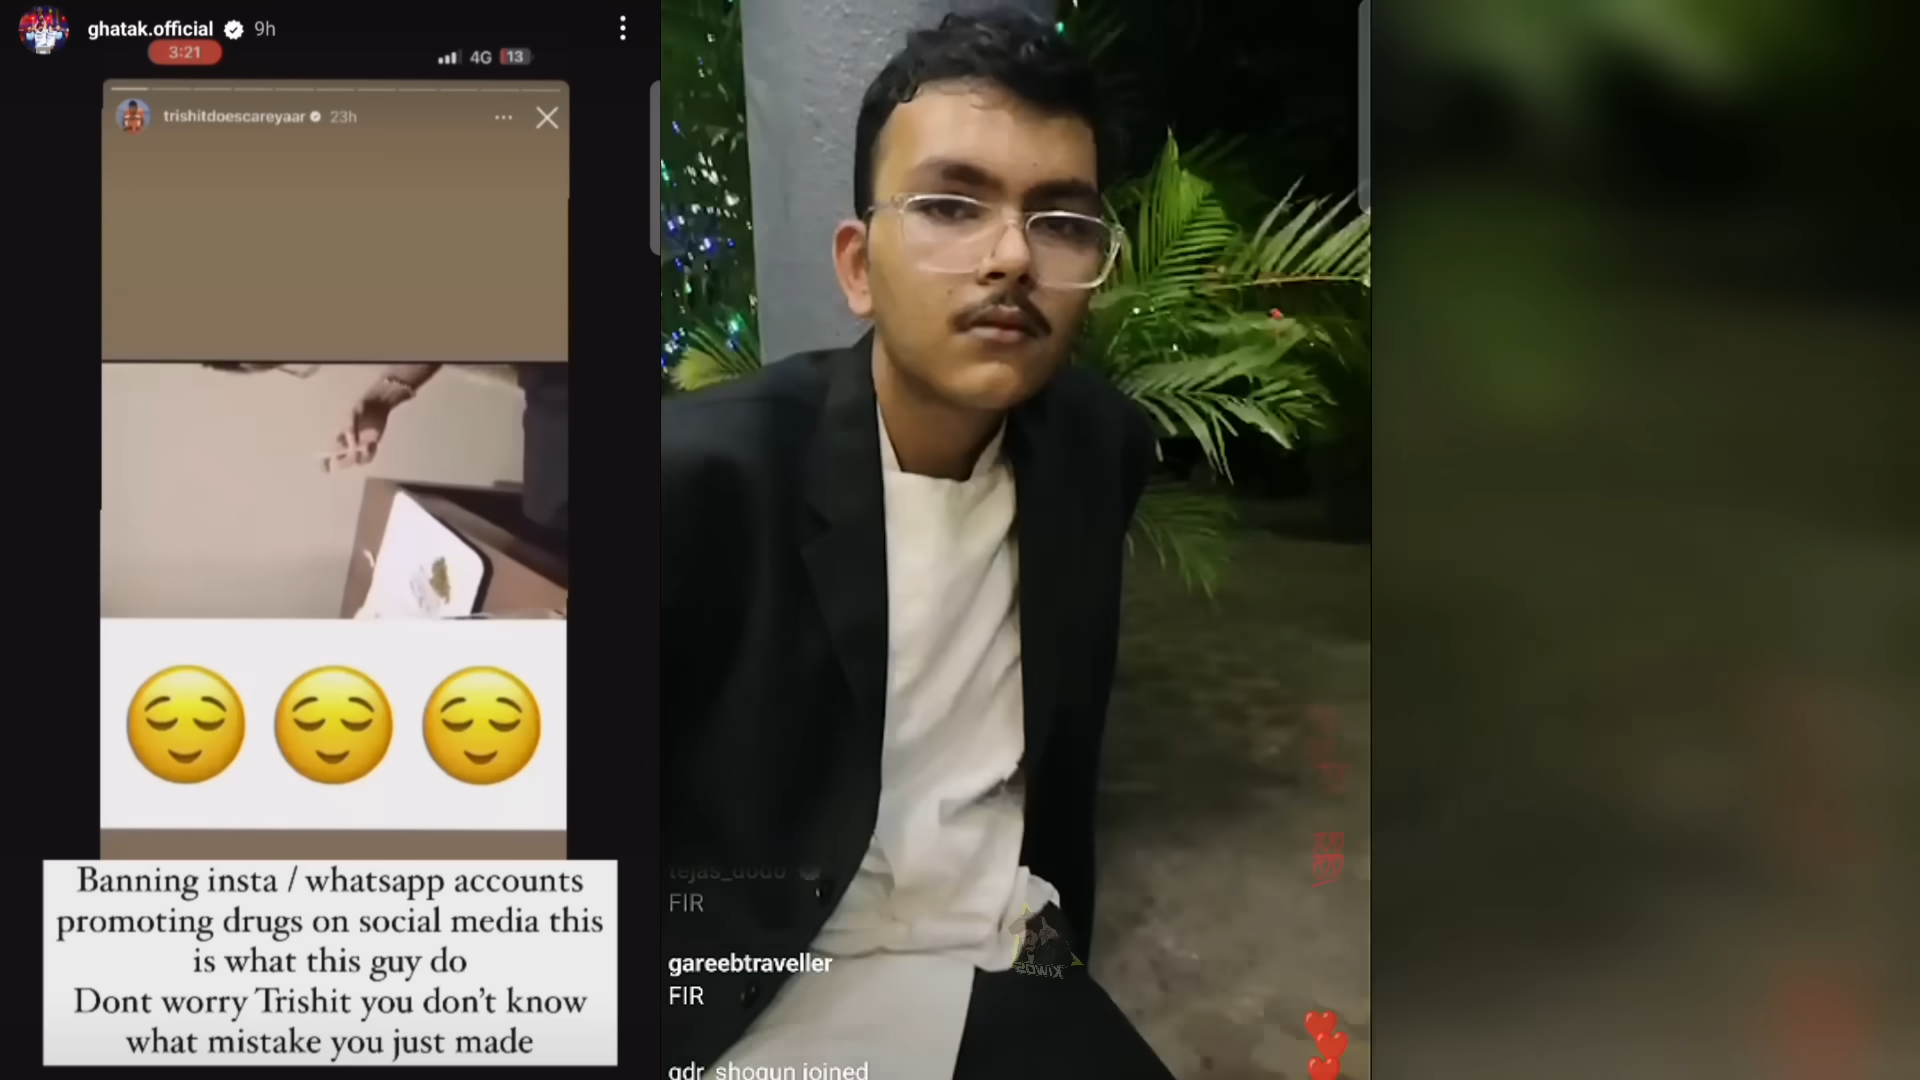 ghatak.official 9h
3:21
4G 13
trishitdoescareyaar 23h
Banning insta / whatsapp accounts
promoting drugs on social media this
is what this guy do
Dont worry Trishit you don't know
what mistake you just made
tejas_dodo
FIR
gareebtraveller
FIR
gdr_shogun joined